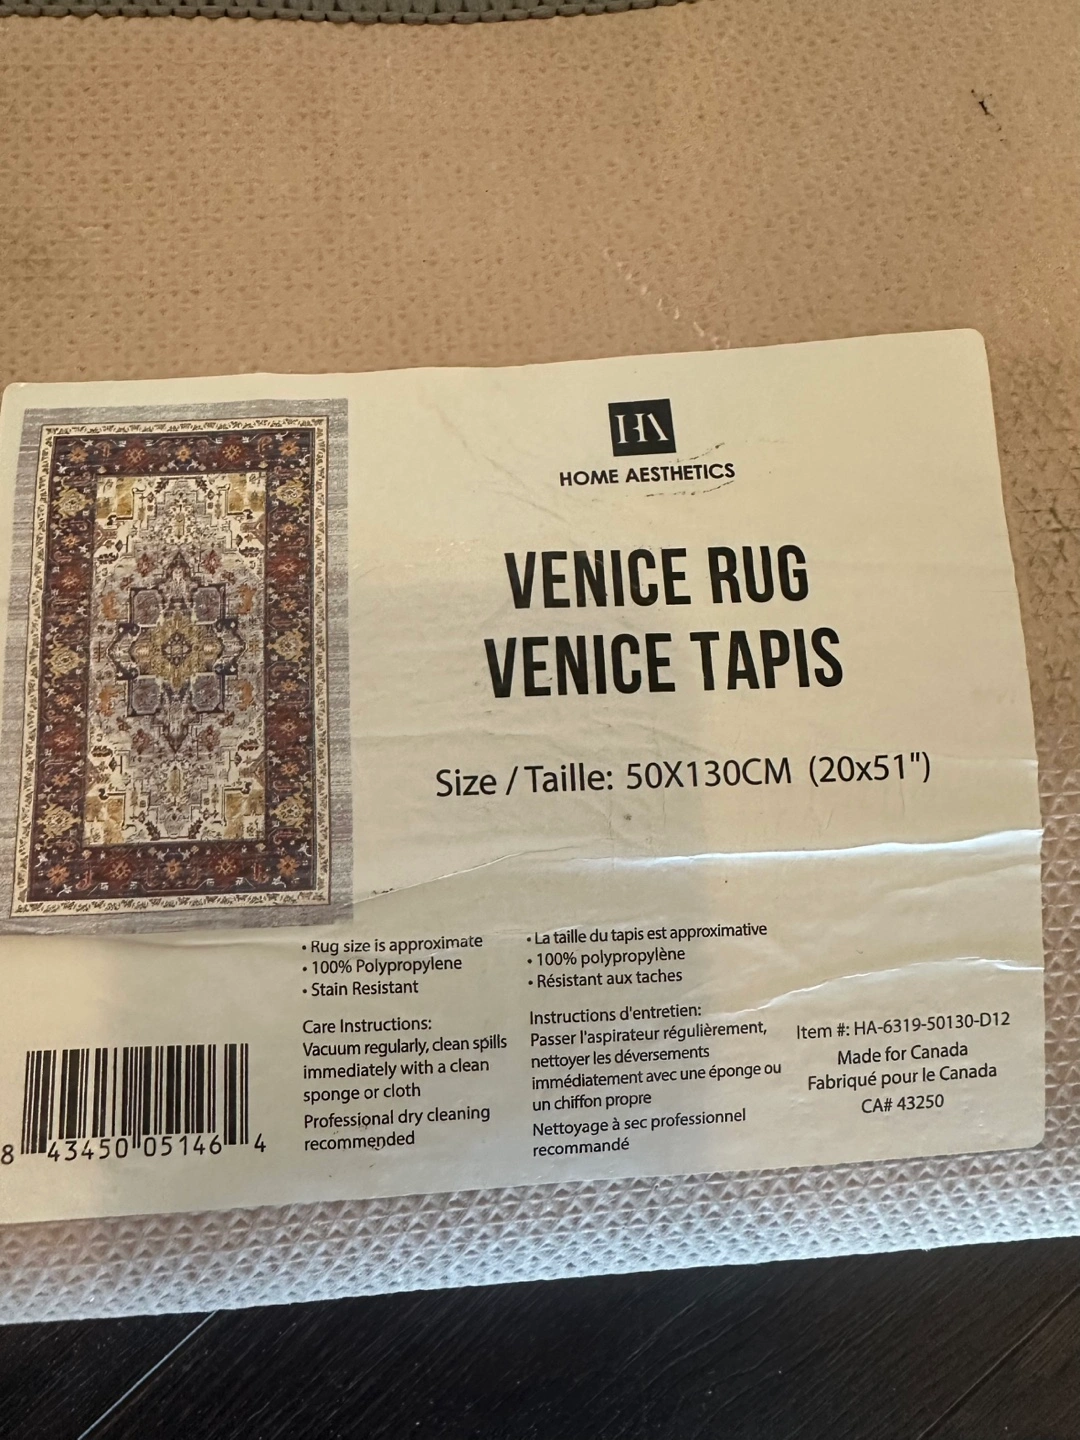 HA
HOME AESTHETICS
VENICE RUG
VENICE TAPIS
Size / Taille: 50X130CM (20x51")
• Rug size is approximate
• 100% Polypropylene
• Stain Resistant
Care Instructions:
Vacuum regularly, clean spills
immediately with a clean
sponge or cloth
Professional dry cleaning
recommended
• La taille du tapis est approximative
• 100% polypropylène
• Résistant aux taches
Instructions d'entretien:
Passer l'aspirateur régulièrement,
nettoyer les déversements
immédiatement avec une éponge ou
un chiffon propre
Nettoyage à sec professionnel
recommandé
Item #: HA-6319-50130-D12
Made for Canada
Fabriqué pour le Canada
CA# 43250
8 43450 05146 4